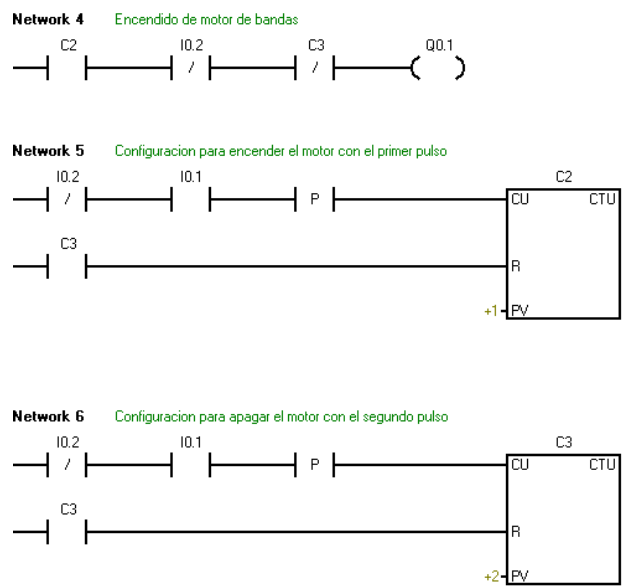 Network 4 Encendido de motor de bandas
C2 I0.2 C3 Q0.1
/ /
Network 5 Configuracion para encender el motor con el primer pulso
I0.2 I0.1 C2
/ P CU CTU
C3
R
+1 PV
Network 6 Configuracion para apagar el motor con el segundo pulso
I0.2 I0.1 C3
/ P CU CTU
C3
R
+2 PV